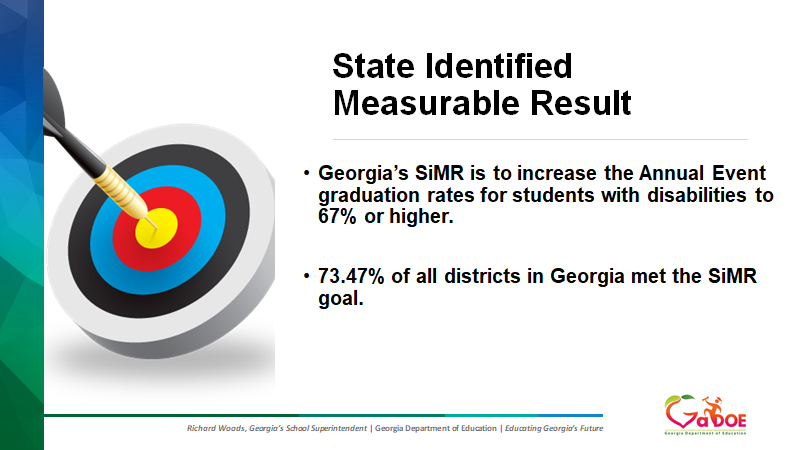 State Identified
Measurable Result
• Georgia's SiMR is to increase the Annual Event
graduation rates for students with disabilities to
67% or higher.
• 73.47% of all districts in Georgia met the SiMR
goal.
Richard Woods, Georgia's School Superintendent | Georgia Department of Education | Educating Georgia's Future
GaDOE
Georgia Department of Education